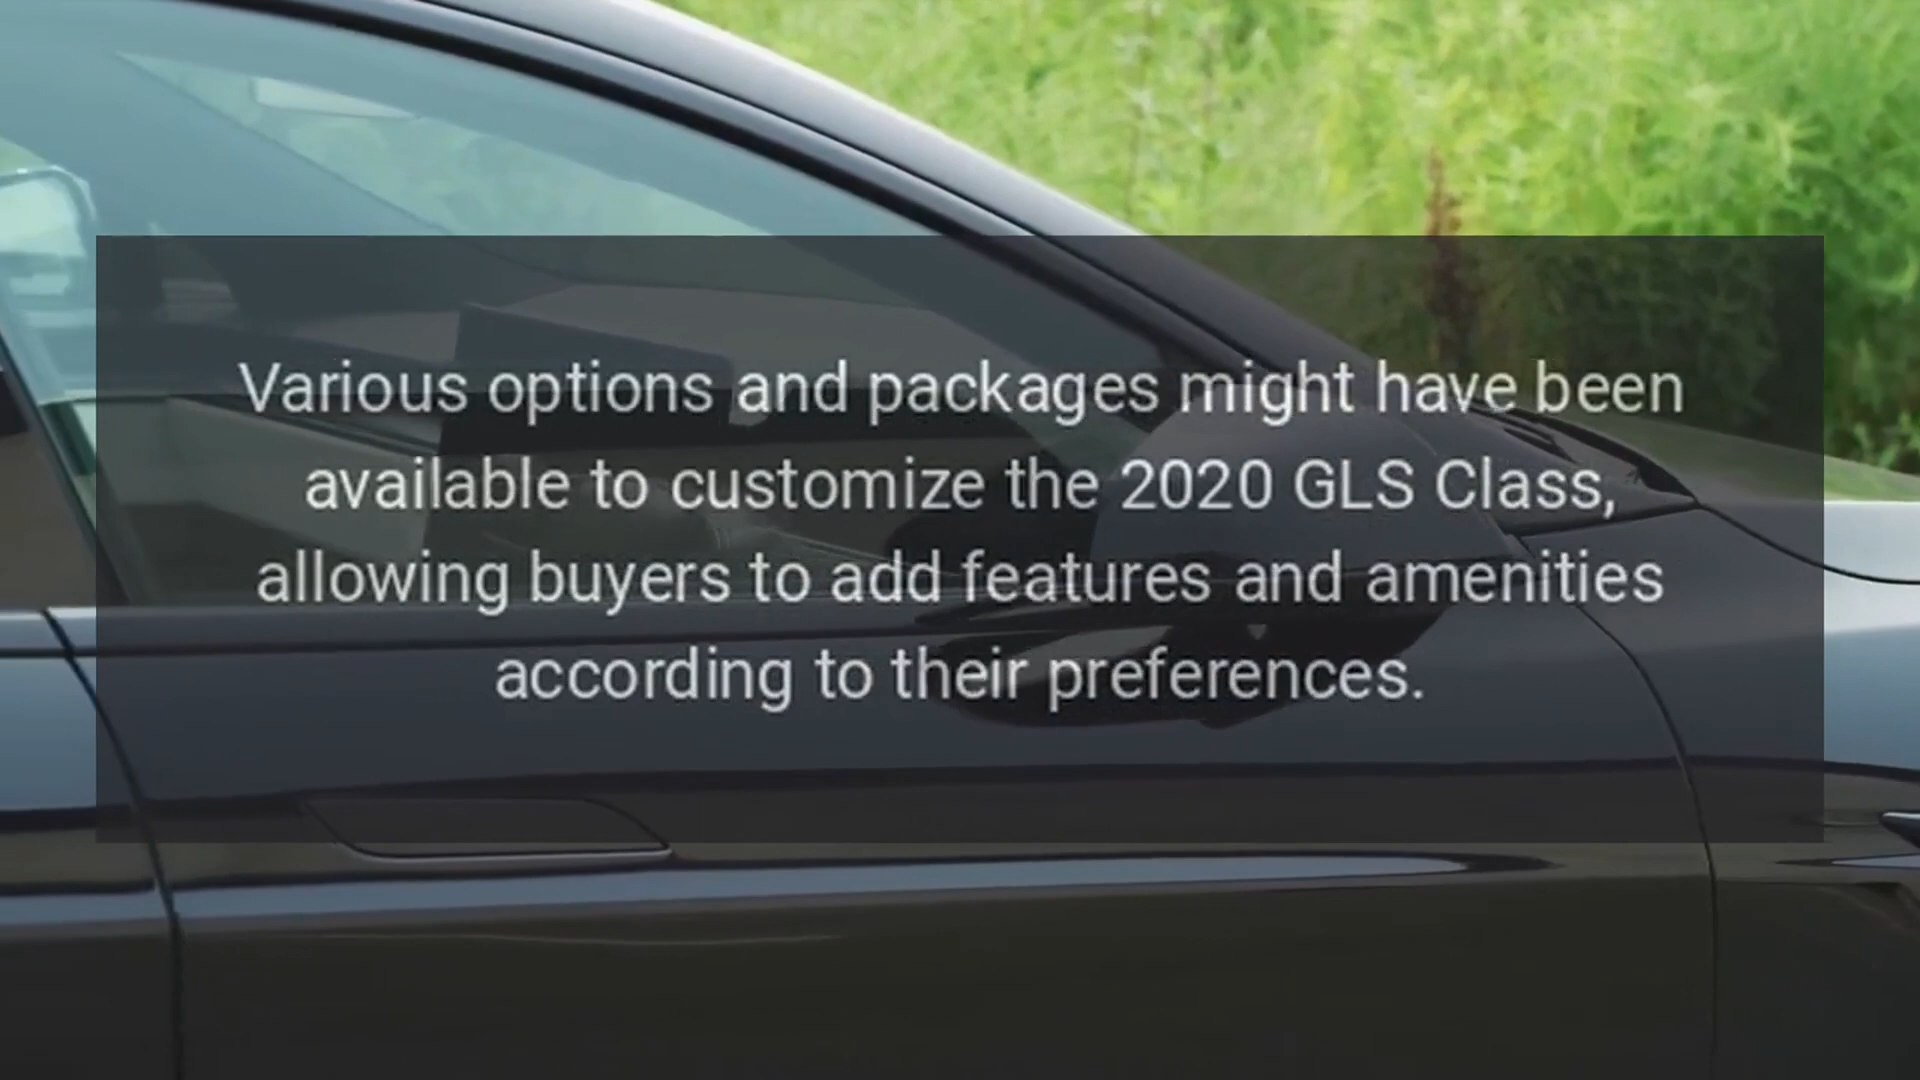 Various options and packages might have been
available to customize the 2020 GLS Class,
allowing buyers to add features and amenities
according to their preferences.